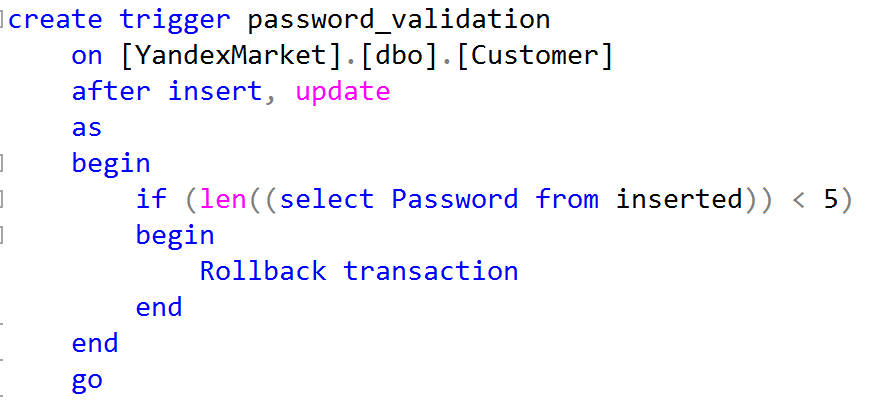 create trigger password_validation
on [YandexMarket].[dbo].[Customer]
after insert, update
as
begin
if (len((select Password from inserted)) < 5)
begin
Rollback transaction
end
end
go